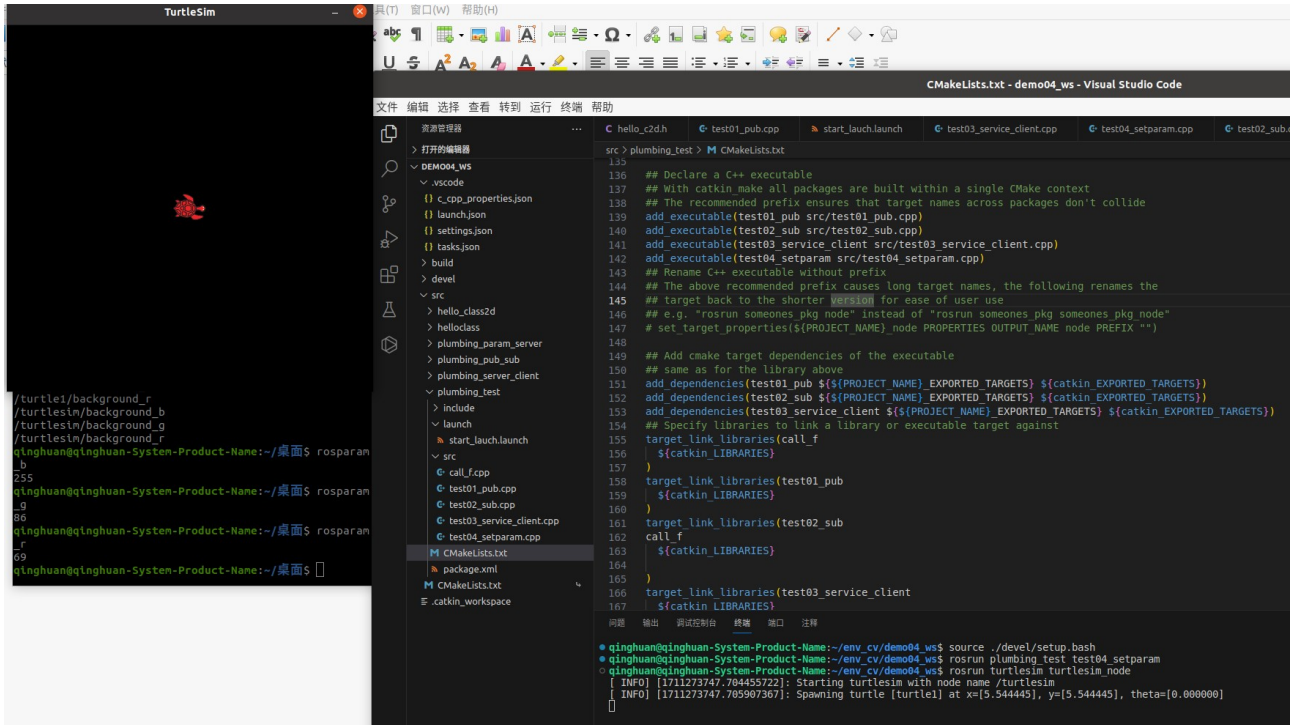 TurtleSim
具(T) 窗口(W) 帮助(H)
CMakeLists.txt - demo04_ws - Visual Studio Code
文件 编辑 选择 查看 转到 运行 终端 帮助
资源管理器
打开的编辑器
DEMO04_WS
.vscode
c_cpp_properties.json
launch.json
settings.json
tasks.json
build
devel
src
hello_class2d
helloclass
plumbing_param_server
plumbing_pub_sub
plumbing_server_client
plumbing_test
include
launch
start_lauch.launch
src
call_f.cpp
test01_pub.cpp
test02_sub.cpp
test03_service_client.cpp
test04_setparam.cpp
CMakeLists.txt
package.xml
CMakeLists.txt
.catkin_workspace
hello_c2d.h test01_pub.cpp start_lauch.launch test03_service_client.cpp test04_setparam.cpp test02_sub.
src > plumbing_test > CMakeLists.txt
135
136 ## Declare a C++ executable
137 ## With catkin_make all packages are built within a single CMake context
138 ## The recommended prefix ensures that target names across packages don't collide
139 add_executable(test01_pub src/test01_pub.cpp)
140 add_executable(test02_sub src/test02_sub.cpp)
141 add_executable(test03_service_client src/test03_service_client.cpp)
142 add_executable(test04_setparam src/test04_setparam.cpp)
143 ## Rename C++ executable without prefix
144 ## The above recommended prefix causes long target names, the following renames the
145 ## target back to the shorter version for ease of user use
146 ## e.g. "rosrun someones_pkg node" instead of "rosrun someones_pkg someones_pkg_node"
147 # set_target_properties(${PROJECT_NAME}_node PROPERTIES OUTPUT_NAME node PREFIX "")
148
149 ## Add cmake target dependencies of the executable
150 ## same as for the library above
151 add_dependencies(test01_pub ${${PROJECT_NAME}_EXPORTED_TARGETS} ${catkin_EXPORTED_TARGETS})
152 add_dependencies(test02_sub ${${PROJECT_NAME}_EXPORTED_TARGETS} ${catkin_EXPORTED_TARGETS})
153 add_dependencies(test03_service_client ${${PROJECT_NAME}_EXPORTED_TARGETS} ${catkin_EXPORTED_TARGETS})
154 ## Specify libraries to link a library or executable target against
155 target_link_libraries(call_f
156 ${catkin_LIBRARIES}
157 )
158 target_link_libraries(test01_pub
159 ${catkin_LIBRARIES}
160 )
161 target_link_libraries(test02_sub
162 call_f
163 ${catkin_LIBRARIES}
164
165 )
166 target_link_libraries(test03_service_client
167 ${catkin_LIBRARIES}
问题 输出 调试控制台 终端 端口 注释
qinghuan@qinghuan-System-Product-Name:~/env_cv/demo04_ws$ source ./devel/setup.bash
qinghuan@qinghuan-System-Product-Name:~/env_cv/demo04_ws$ rosrun plumbing_test test04_setparam
qinghuan@qinghuan-System-Product-Name:~/env_cv/demo04_ws$ rosrun turtlesim turtlesim_node
[ INFO] [1711273747.704455722]: Starting turtlesim with node name /turtlesim
[ INFO] [1711273747.705907367]: Spawning turtle [turtle1] at x=[5.544445], y=[5.544445], theta=[0.000000]
/turtle1/background_r
/turtlesim/background_b
/turtlesim/background_g
/turtlesim/background_r
qinghuan@qinghuan-System-Product-Name:~/桌面$ rosparam
_b
255
qinghuan@qinghuan-System-Product-Name:~/桌面$ rosparam
_g
86
qinghuan@qinghuan-System-Product-Name:~/桌面$ rosparam
_r
69
qinghuan@qinghuan-System-Product-Name:~/桌面$